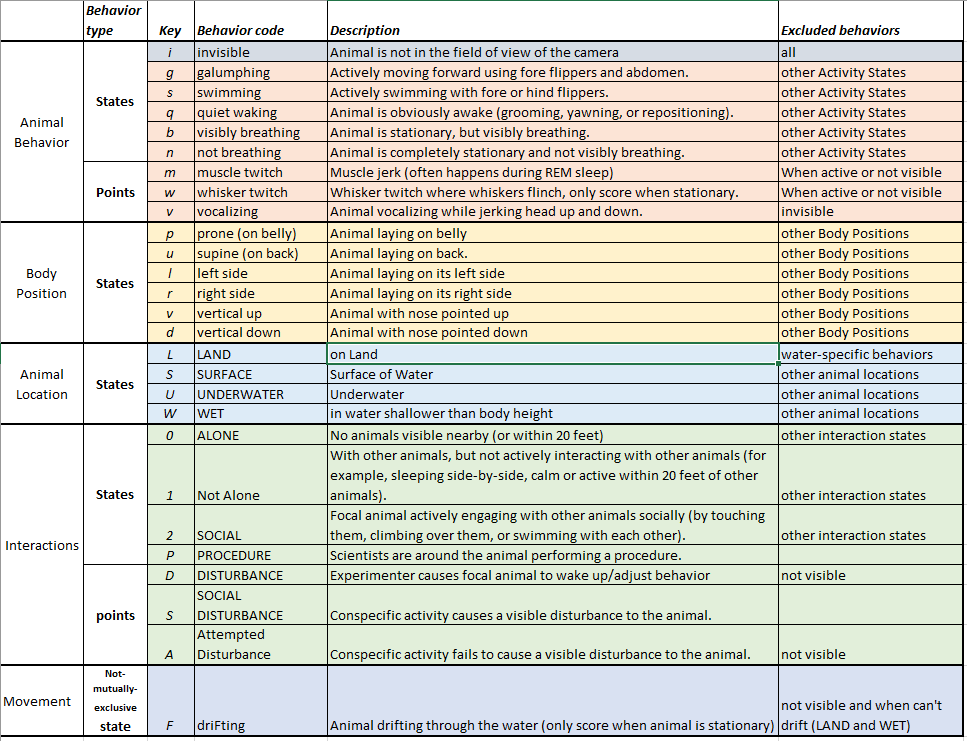 Behavior type Key Behavior code Description Excluded behaviors
Animal Behavior
States
i invisible Animal is not in the field of view of the camera all
g galumphing Actively moving forward using fore flippers and abdomen. other Activity States
s swimming Actively swimming with fore or hind flippers. other Activity States
q quiet waking Animal is obviously awake (grooming, yawning, or repositioning). other Activity States
b visibly breathing Animal is stationary, but visibly breathing. other Activity States
n not breathing Animal is completely stationary and not visibly breathing. other Activity States
Points
m muscle twitch Muscle jerk (often happens during REM sleep) When active or not visible
w whisker twitch Whisker twitch where whiskers flinch, only score when stationary. When active or not visible
v vocalizing Animal vocalizing while jerking head up and down. invisible
Body Position
States
p prone (on belly) Animal laying on belly other Body Positions
u supine (on back) Animal laying on back. other Body Positions
l left side Animal laying on its left side other Body Positions
r right side Animal laying on its right side other Body Positions
v vertical up Animal with nose pointed up other Body Positions
d vertical down Animal with nose pointed down other Body Positions
Animal Location
States
L LAND on Land water-specific behaviors
S SURFACE Surface of Water other animal locations
U UNDERWATER Underwater other animal locations
W WET in water shallower than body height other animal locations
Interactions
States
0 ALONE No animals visible nearby (or within 20 feet) other interaction states
With other animals, but not actively interacting with other animals (for
example, sleeping side-by-side, calm or active within 20 feet of other
1 Not Alone animals). other interaction states
Focal animal actively engaging with other animals socially (by touching
2 SOCIAL them, climbing over them, or swimming with each other). other interaction states
P PROCEDURE Scientists are around the animal performing a procedure.
points
D DISTURBANCE Experimenter causes focal animal to wake up/adjust behavior not visible
SOCIAL
S DISTURBANCE Conspecific activity causes a visible disturbance to the animal.
Attempted
A Disturbance Conspecific activity fails to cause a visible disturbance to the animal. not visible
Movement
Not-
mutually-
exclusive
state
not visible and when can't
F driFting Animal drifting through the water (only score when animal is stationary) drift (LAND and WET)